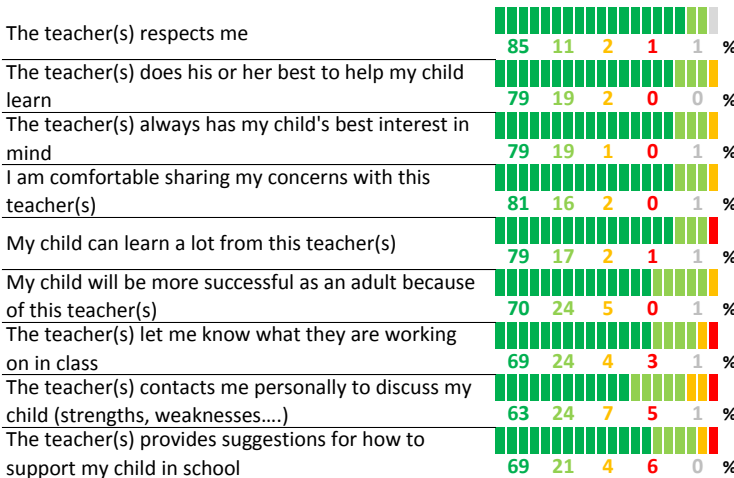 The teacher(s) respects me
85 11 2 1 1 %
The teacher(s) does his or her best to help my child
learn
79 19 2 0 0 %
The teacher(s) always has my child's best interest in
mind
79 19 1 0 1 %
I am comfortable sharing my concerns with this
teacher(s)
81 16 2 0 1 %
My child can learn a lot from this teacher(s)
79 17 2 1 1 %
My child will be more successful as an adult because
of this teacher(s)
70 24 5 0 1 %
The teacher(s) let me know what they are working
on in class
69 24 4 3 1 %
The teacher(s) contacts me personally to discuss my
child (strengths, weaknesses....)
63 24 7 5 1 %
The teacher(s) provides suggestions for how to
support my child in school
69 21 4 6 0 %